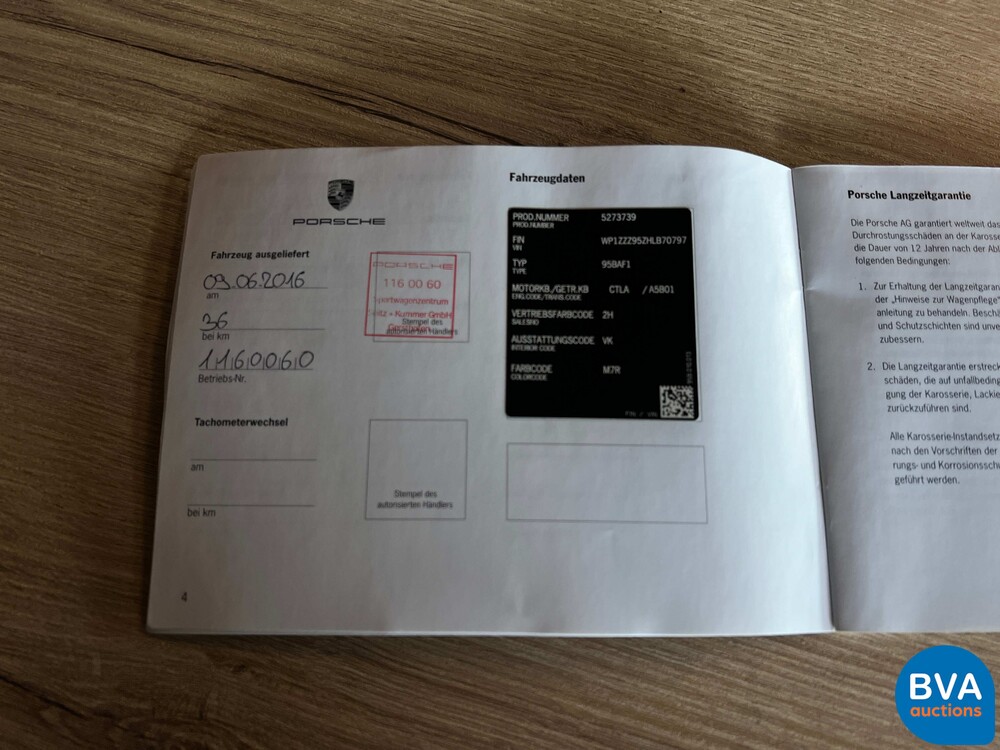 PORSCHE
Fahrzeug ausgeliefert
09.06.2016
am
36
bei km
1160060
Betriebs-Nr.
PORSCHE
116 00 60
Sportwagenzentrum
Kummer GmbH
Stempel des
autorisierten Händlers
Tachometerwechsel
am
bei km
Stempel des
autorisierten Händlers
4
Fahrzeugdaten
PROD.NUMMER 5273739
PROD.NUMBER
FIN WP1ZZZ95ZHLB70797
VIN
TYP 95BAF1
TYPE
MOTORKB./GETR.KB CTLA / A5B01
ENG.CODE/TRANS.CODE
VERTRIEBSFARBCODE 2H
SALESNO
AUSSTATTUNGSCODE VK
INTERIOR CODE
FARBCODE M7R
COLORCODE
FIN / VIN
Porsche Langzeitgarantie
Die Porsche AG garantiert weltweit das
Durchrostungsschäden an der Karosse
die Dauer von 12 Jahren nach der Abl
folgenden Bedingungen:
1. Zur Erhaltung der Langzeitgaran
der „Hinweise zur Wagenpflege"
anleitung zu behandeln. Beschä
und Schutzschichten sind unve
zubessern.
2. Die Langzeitgarantie erstreck
schäden, die auf unfallbeding
gung der Karosserie, Lackie
zurückzuführen sind.
Alle Karosserie-Instandsetz
nach den Vorschriften der
rungs- und Korrosionsschu
geführt werden.
BVA
auctions